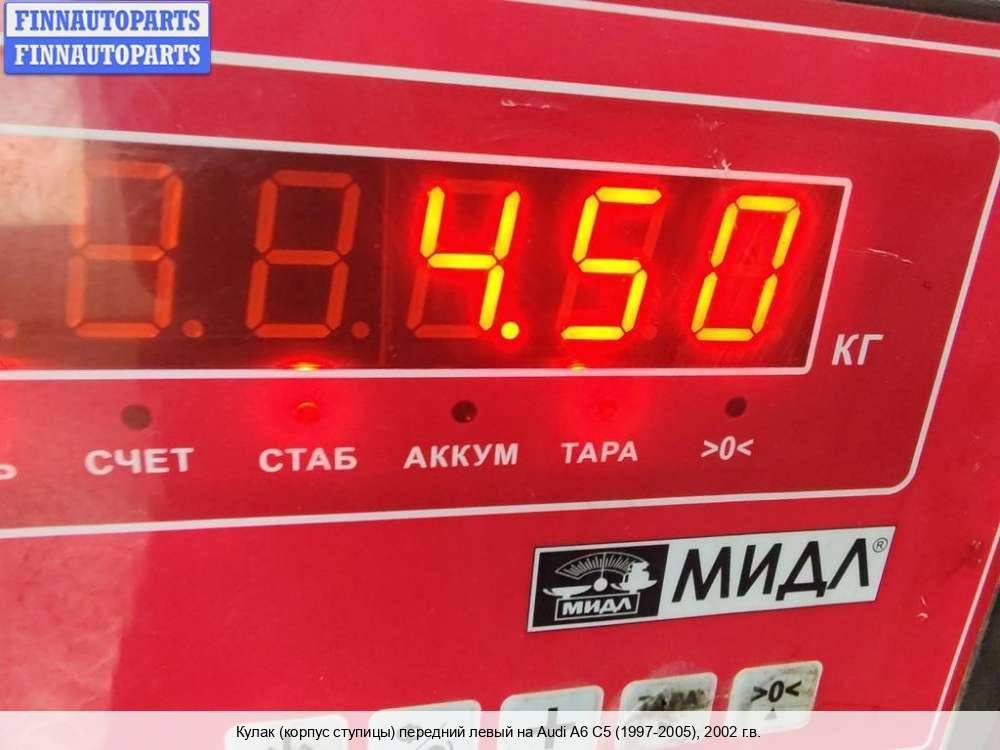 FINNAUTOPARTS
FINNAUTOPARTS
4.50
КГ
СЧЕТ СТАБ АККУМ ТАРА >0<
МИДЛ МИДЛ®
+ ТАРА >0<
Кулак (корпус ступицы) передний левый на Audi A6 C5 (1997-2005), 2002 г.в.